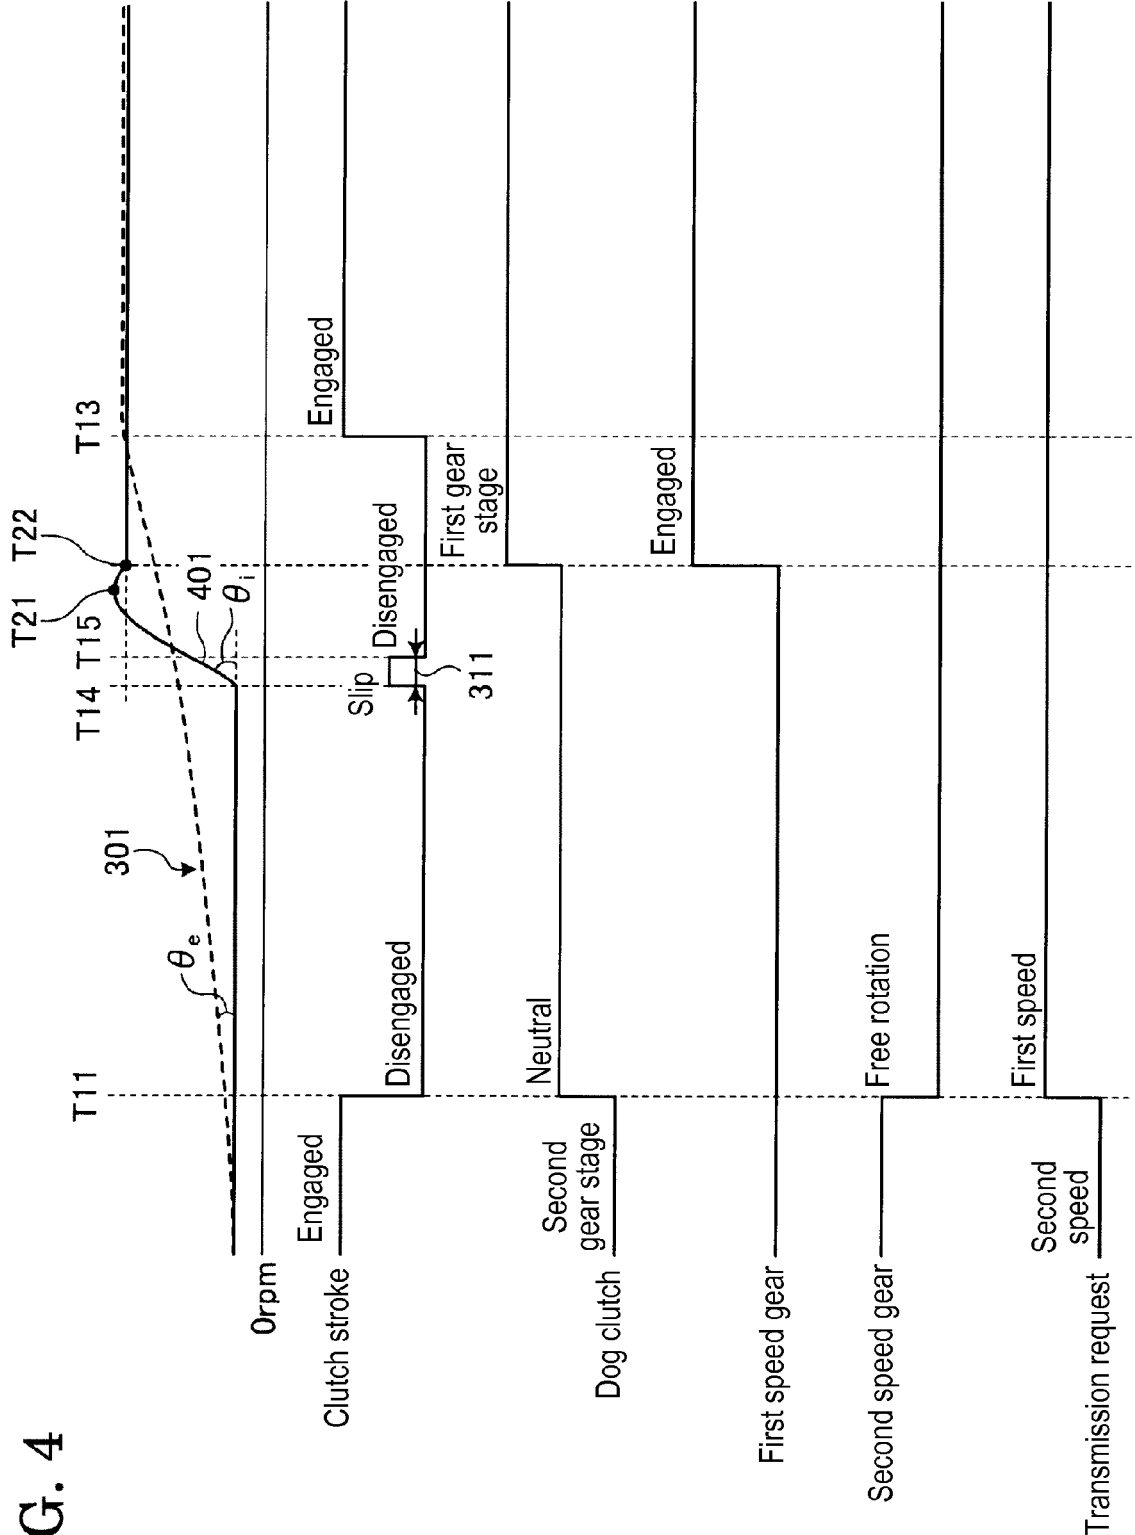 G. 4
T11
T14
T15
T21
T22
T13
301
401
θe
θi
0rpm
Clutch stroke
Engaged
Disengaged
Slip
311
Disengaged
Engaged
Dog clutch
Second
gear stage
Neutral
First gear
stage
First speed gear
Engaged
Second speed gear
Free rotation
Transmission request
Second
speed
First speed